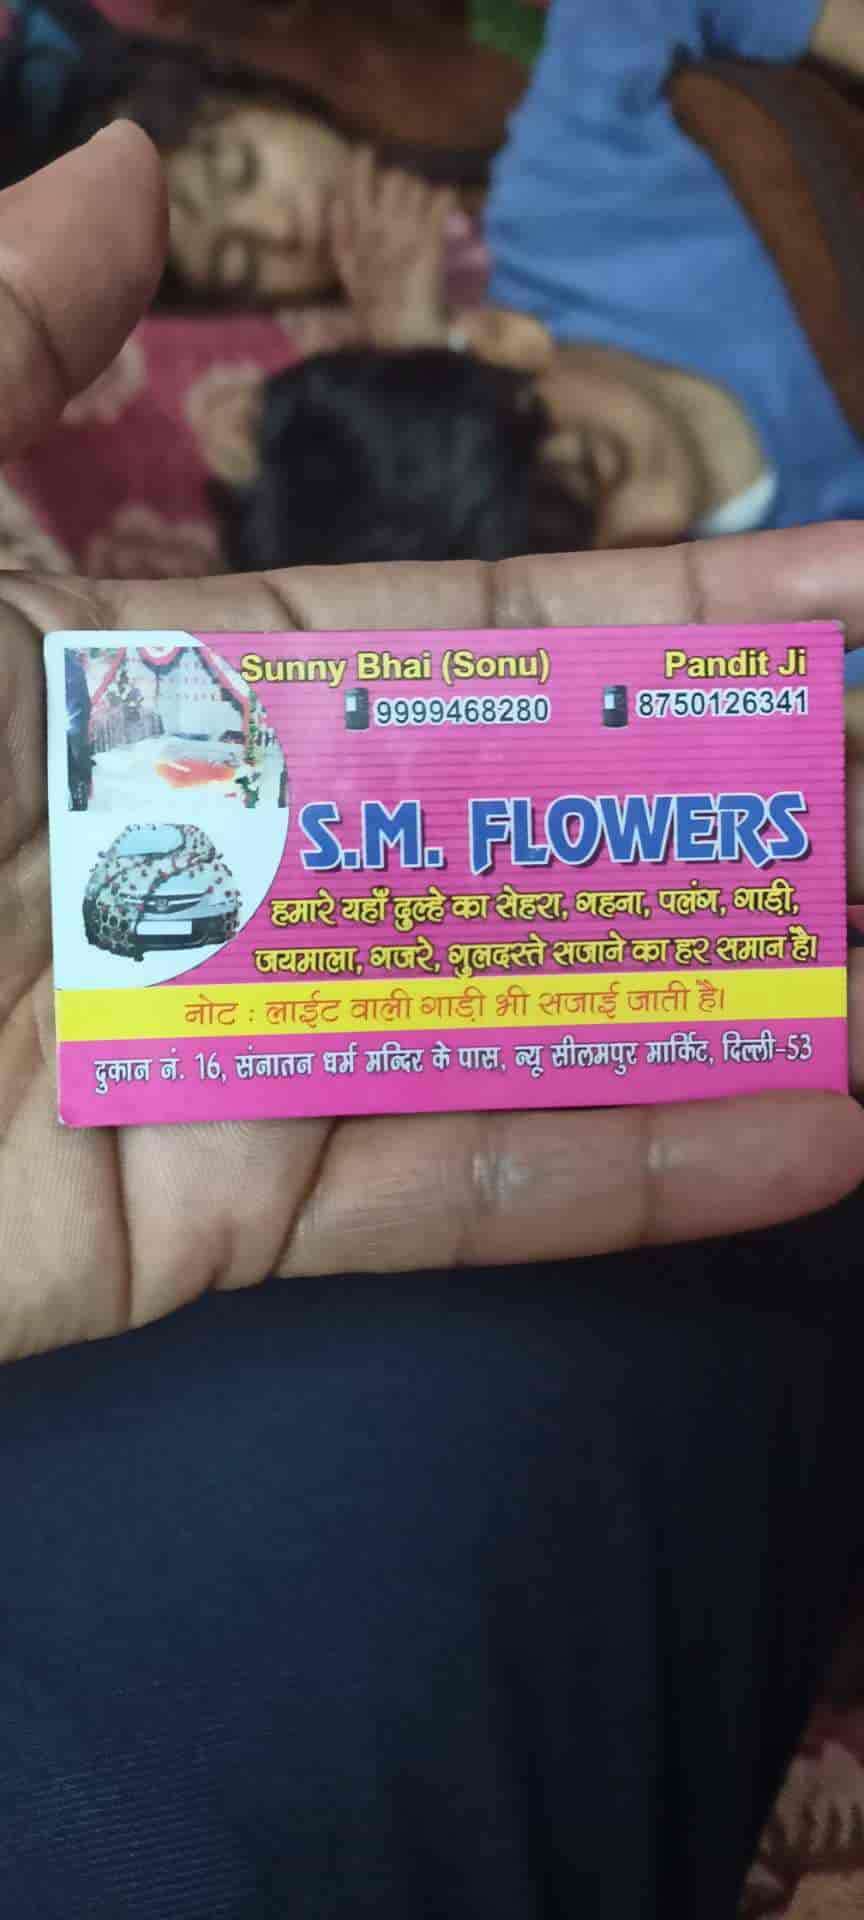 Sunny Bhai (Sonu) Pandit Ji
9999468280 8750126341
S.M. FLOWERS
हमारे यहाँ दुल्हे का सेहरा, गहना, पलंग, गाड़ी,
जयमाला, गजरे, गुलदस्ते सजाने का हर समान है।
नोट : लाईट वाली गाड़ी भी सजाई जाती है।
दुकान नं. 16, संनातन धर्म मन्दिर के पास, न्यू सीलमपुर मार्किट, दिल्ली-53